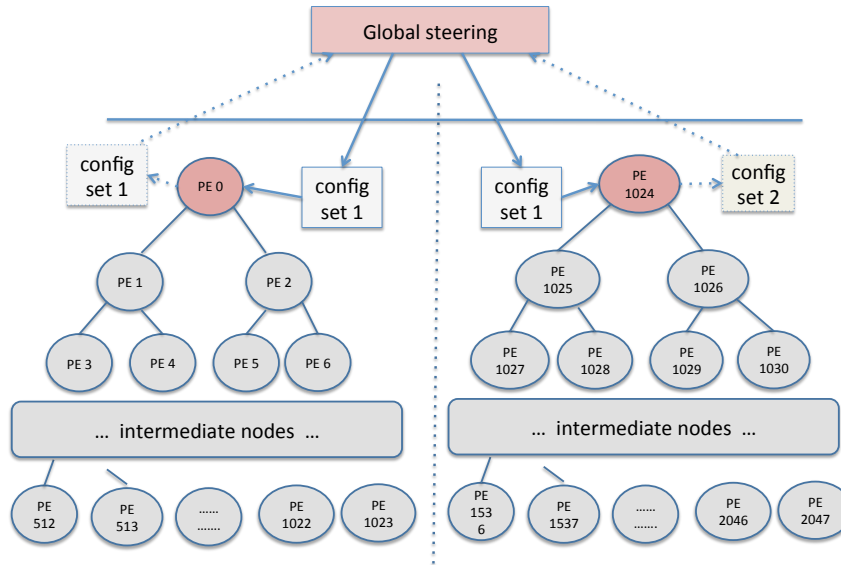 Global steering
config
set 1
PE 0
config
set 1
config
set 1
PE
1024
config
set 2
PE 1
PE 2
PE
1025
PE
1026
PE 3
PE 4
PE 5
PE 6
PE
1027
PE
1028
PE
1029
PE
1030
... intermediate nodes ...
... intermediate nodes ...
PE
512
PE
513
......
.......
PE
1022
PE
1023
PE
153
6
PE
1537
......
.......
PE
2046
PE
2047